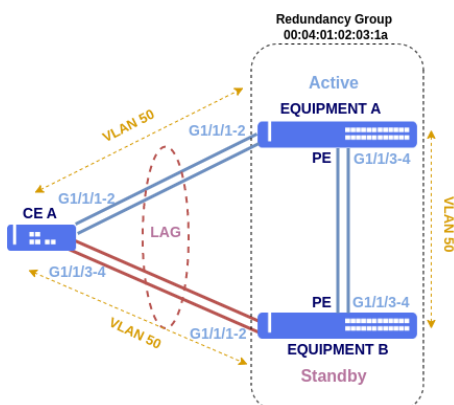 Redundancy Group
00:04:01:02:03:1a
Active
EQUIPMENT A
VLAN 50
G1/1/1-2
PE
G1/1/3-4
G1/1/1-2
CE A
LAG
VLAN 50
G1/1/3-4
PE
G1/1/3-4
VLAN 50
G1/1/1-2
EQUIPMENT B
Standby